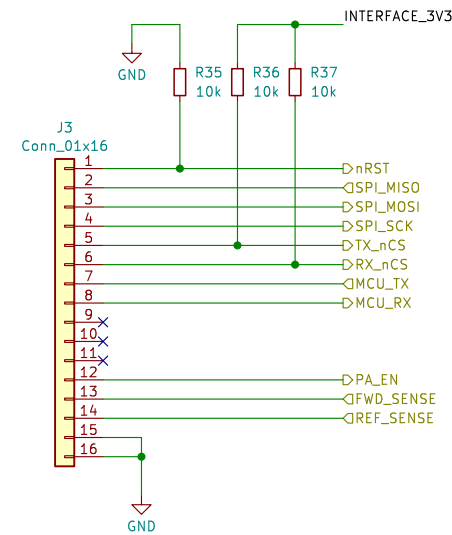 INTERFACE_3V3
GND
R35
10k
R36
10k
R37
10k
J3
Conn_01x16
1
nRST
2
SPI_MISO
3
SPI_MOSI
4
SPI_SCK
5
TX_nCS
6
RX_nCS
7
MCU_TX
8
MCU_RX
9
10
11
12
PA_EN
13
FWD_SENSE
14
REF_SENSE
15
16
GND